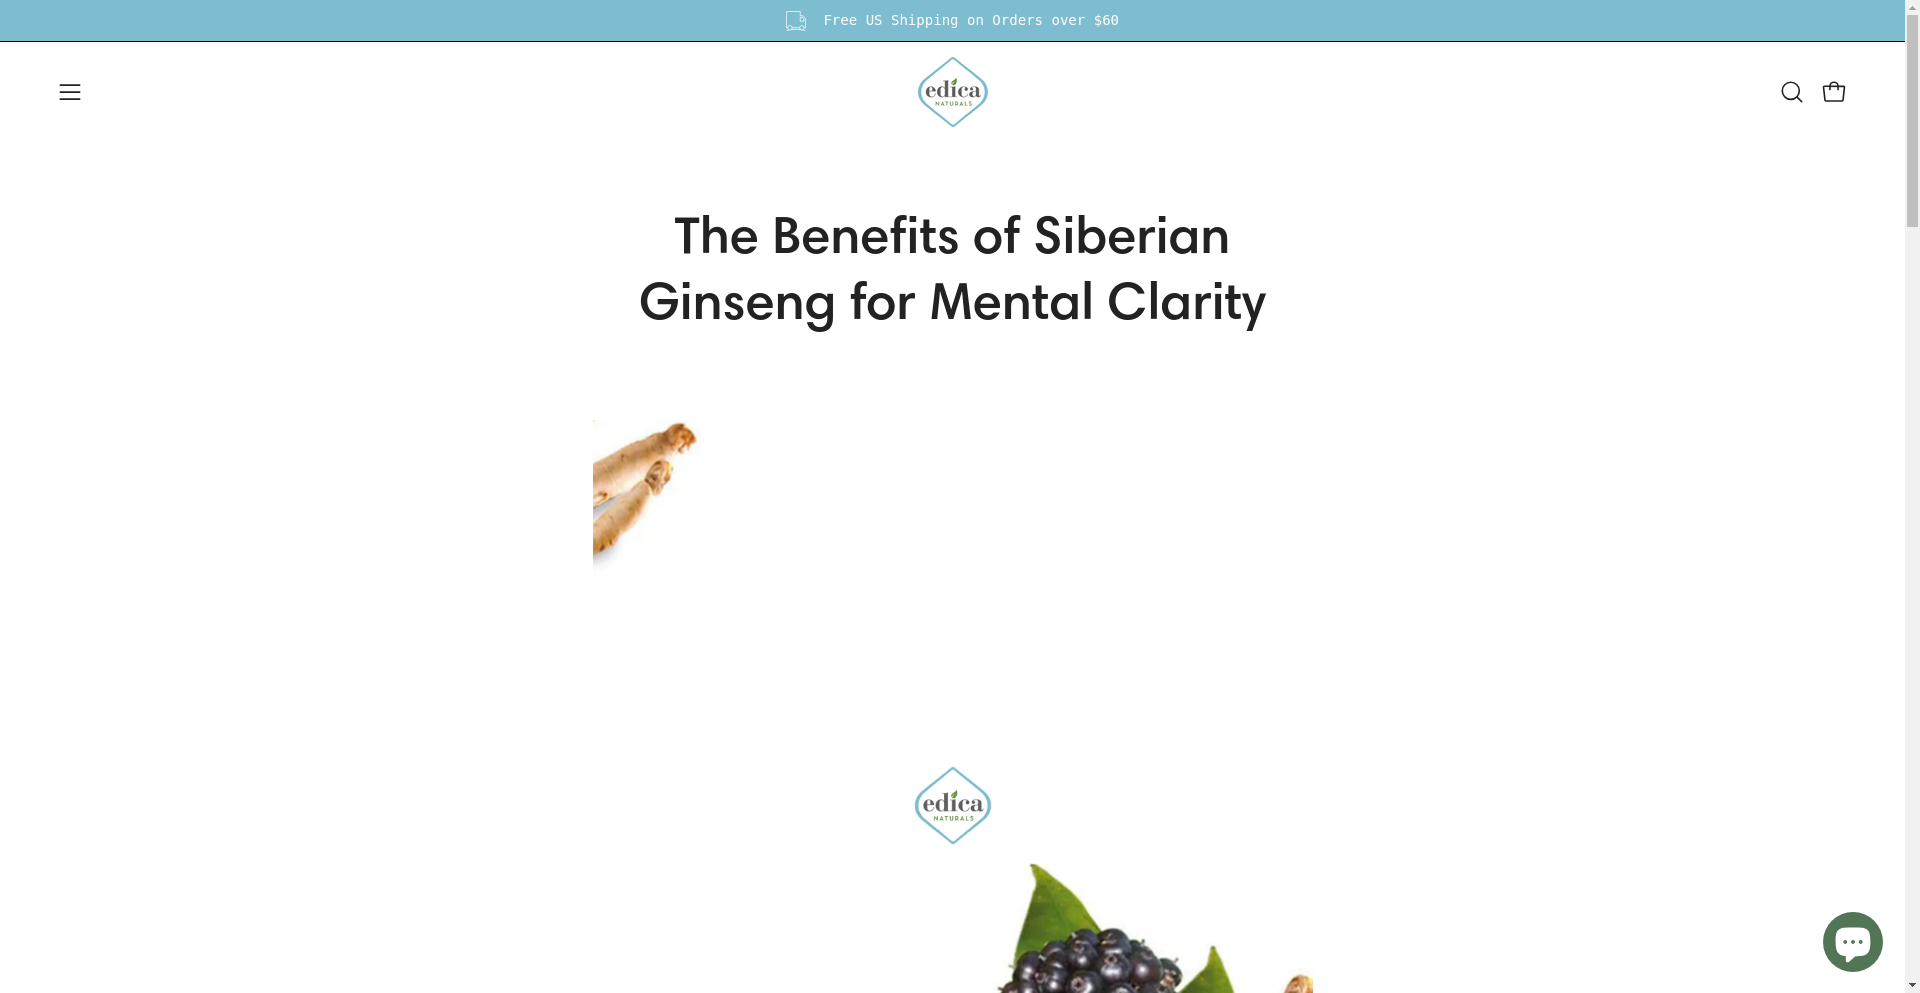 Free US Shipping on Orders over $60
edica
NATURALS
The Benefits of Siberian
Ginseng for Mental Clarity
edica
NATURALS